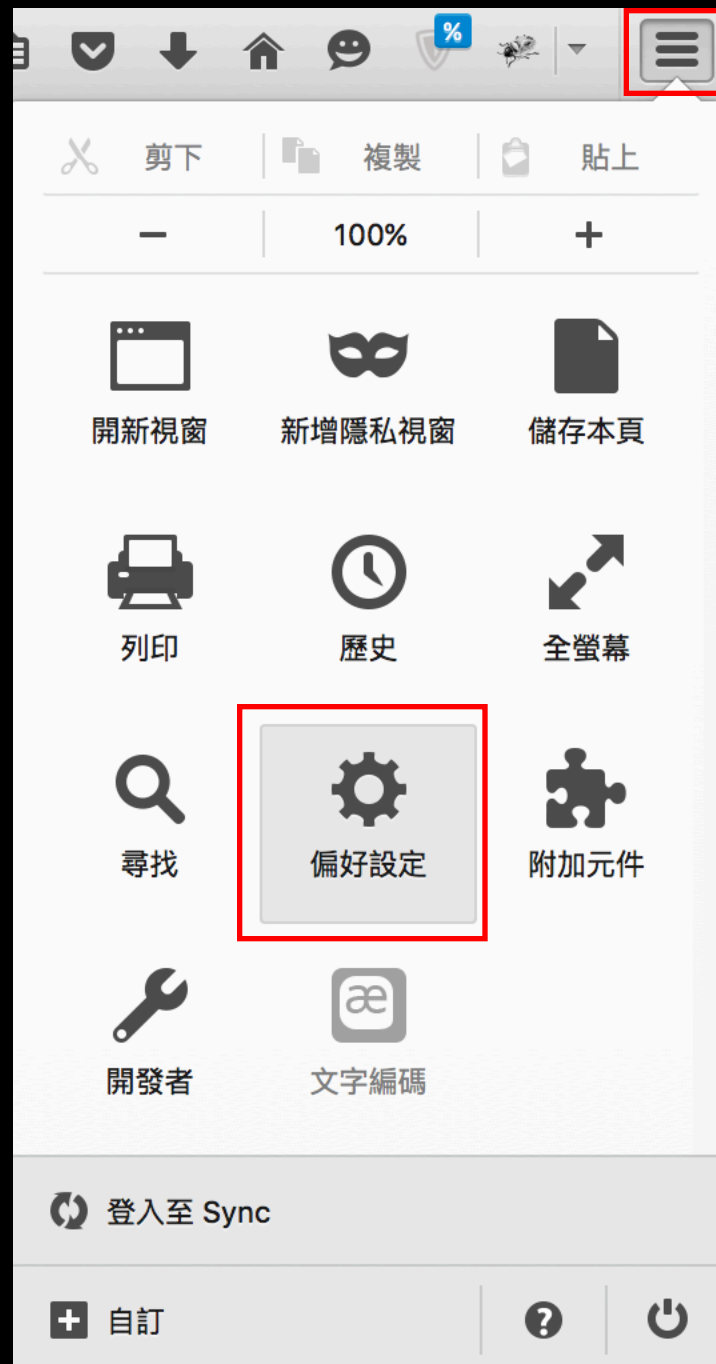 %
剪下 複製 貼上
− 100% +
開新視窗 新增隱私視窗 儲存本頁
列印 歷史 全螢幕
尋找 偏好設定 附加元件
æ
開發者 文字編碼
登入至 Sync
自訂 ?